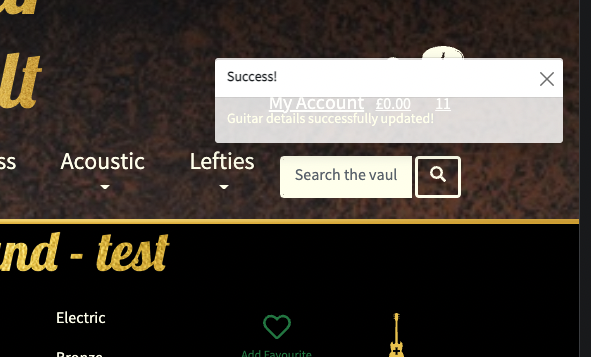 lt
Success!
My Account £0.00 11
Guitar details successfully updated!
ss Acoustic Lefties
Search the vaul
nd - test
Electric
Bronze
Add Favourite